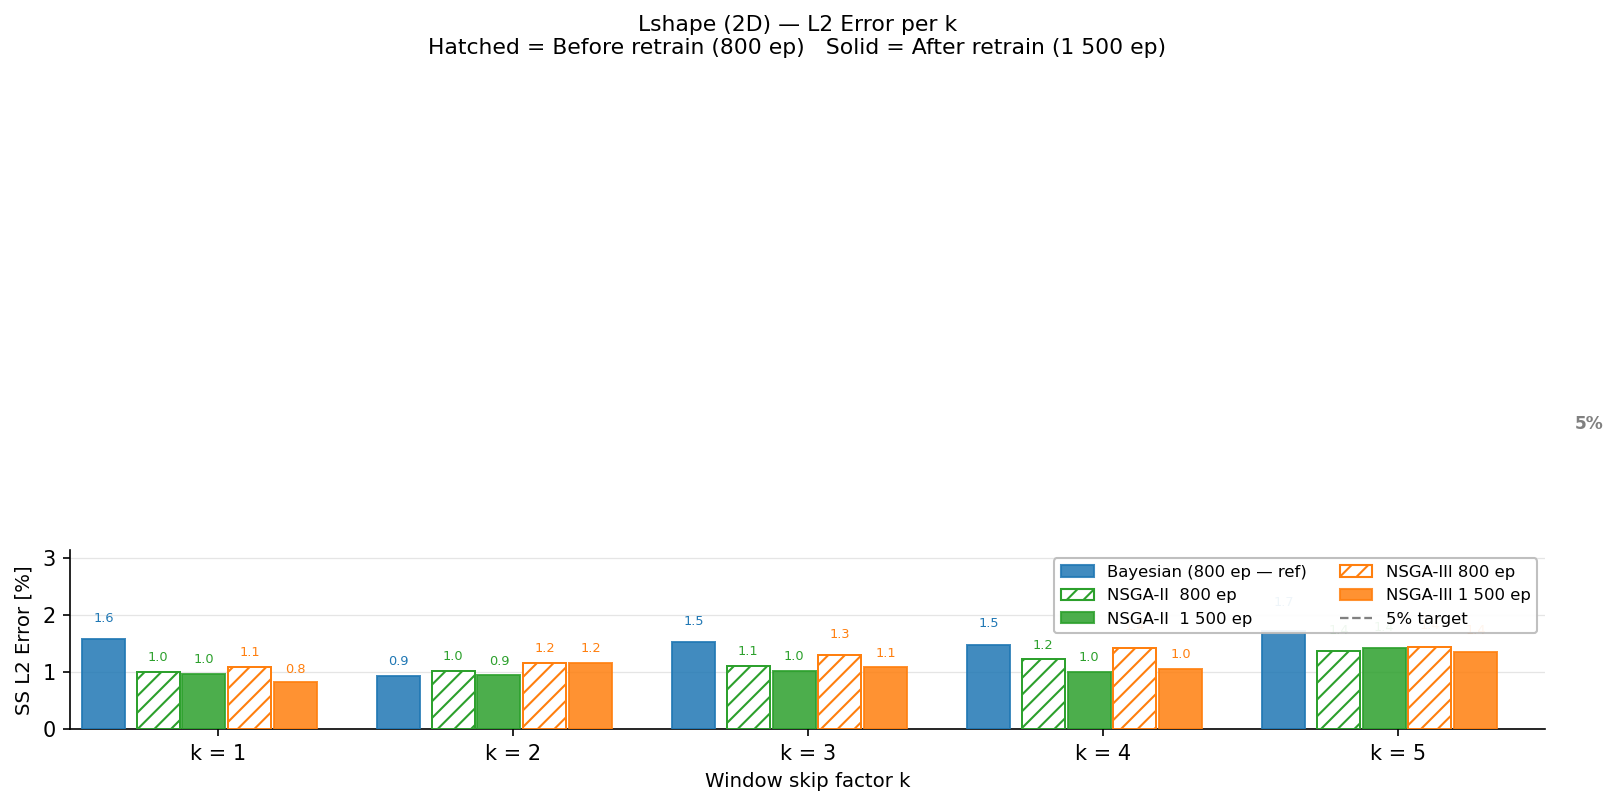 Lshape (2D) — L2 Error per k
Hatched = Before retrain (800 ep)   Solid = After retrain (1 500 ep)
5%
SS L2 Error [%]
3
2
1
0
Bayesian (800 ep — ref)
NSGA-II  800 ep
NSGA-II  1 500 ep
NSGA-III 800 ep
NSGA-III 1 500 ep
5% target
1.6
1.0
1.0
1.1
0.8
0.9
1.0
0.9
1.2
1.2
1.5
1.1
1.0
1.3
1.1
1.5
1.2
1.0
1.0
1.7
k = 1
k = 2
k = 3
k = 4
k = 5
Window skip factor k